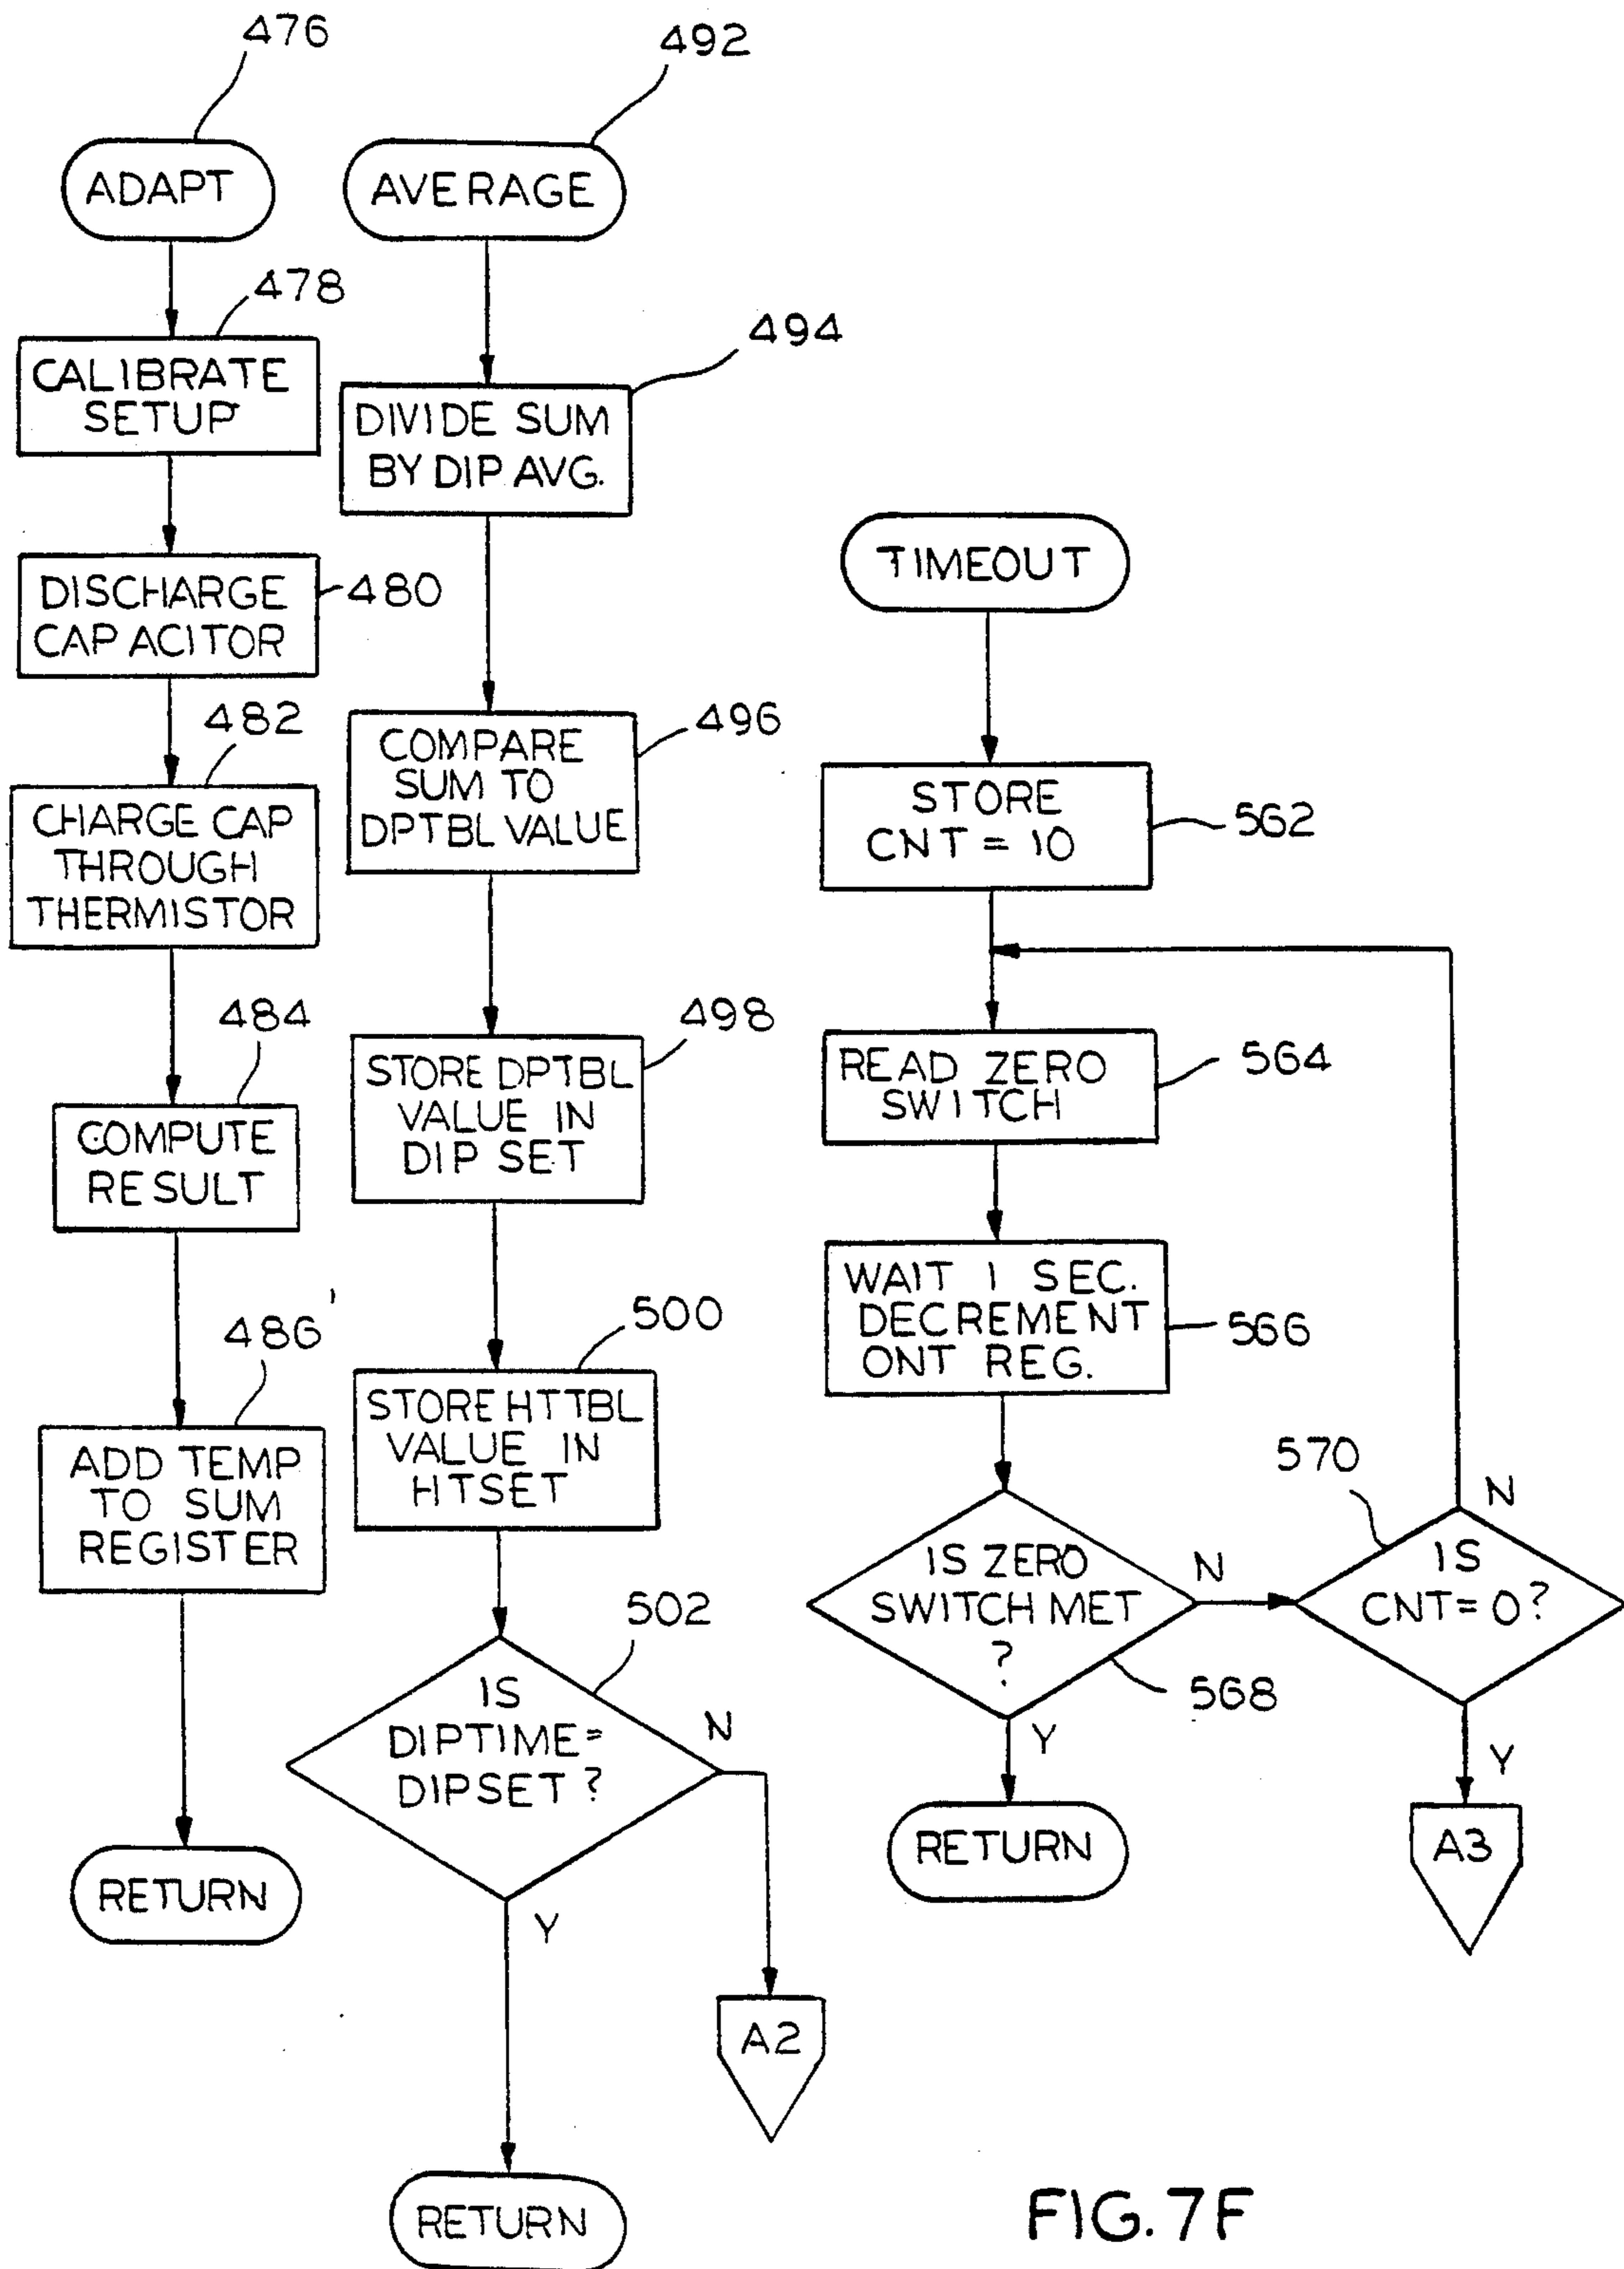 476
ADAPT
478
CALIBRATE
SETUP
DISCHARGE
CAPACITOR
480
482
CHARGE CAP
THROUGH
THERMISTOR
484
COMPUTE
RESULT
486
ADD TEMP
TO SUM
REGISTER
RETURN
492
AVERAGE
494
DIVIDE SUM
BY DIP AVG.
COMPARE
SUM TO
DPTBL VALUE
496
498
STORE DPTBL
VALUE IN
DIP SET
500
STORE HTTBL
VALUE IN
HTSET
502
IS
DIPTIME=
DIPSET?
N
Y
A2
RETURN
TIMEOUT
STORE
CNT = 10
562
READ ZERO
SWITCH
564
WAIT 1 SEC.
DECREMENT
ONT REG.
566
IS ZERO
SWITCH MET
?
N
568
Y
RETURN
570
N
IS
CNT=0?
Y
A3
FIG. 7F